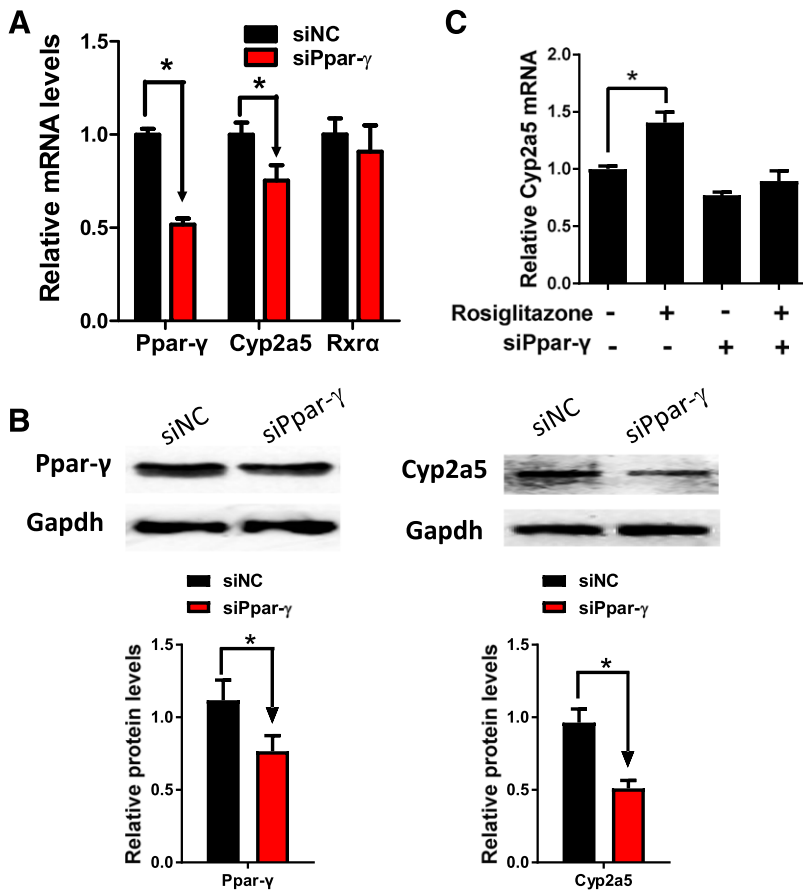 A
siNC
siPpar-γ
Relative mRNA levels
1.5
1.0
0.5
0.0
*
*
Ppar-γ Cyp2a5 Rxrα
C
Relative Cyp2a5 mRNA
2.0
1.5
1.0
0.5
0.0
*
Rosiglitazone - + - +
siPpar-γ - - + +
B
siNC siPpar-γ
Ppar-γ
Gapdh
siNC
siPpar-γ
Relative protein levels
1.5
1.0
0.5
0.0
*
Ppar-γ
siNC siPpar-γ
Cyp2a5
Gapdh
siNC
siPpar-γ
Relative protein levels
1.5
1.0
0.5
0.0
*
Cyp2a5